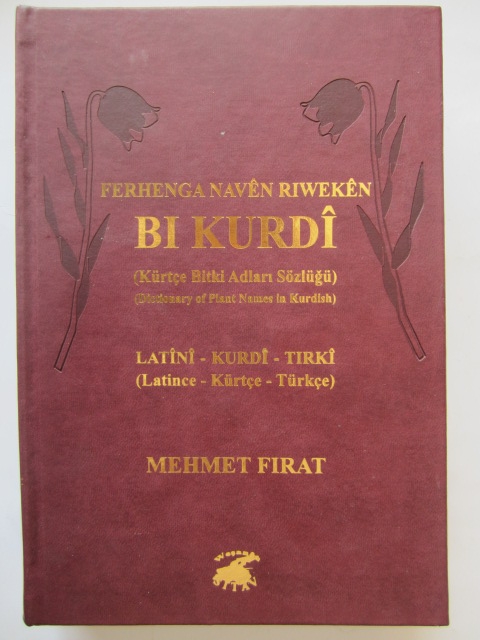 FERHENGA NAVÊN RIWEKÊN
BI KURDÎ
(Kürtçe Bitki Adları Sözlüğü)
(Dictionary of Plant Names in Kurdish)
LATÎNÎ - KURDÎ - TIRKÎ
(Latince - Kürtçe - Türkçe)
MEHMET FIRAT
SÎTAV